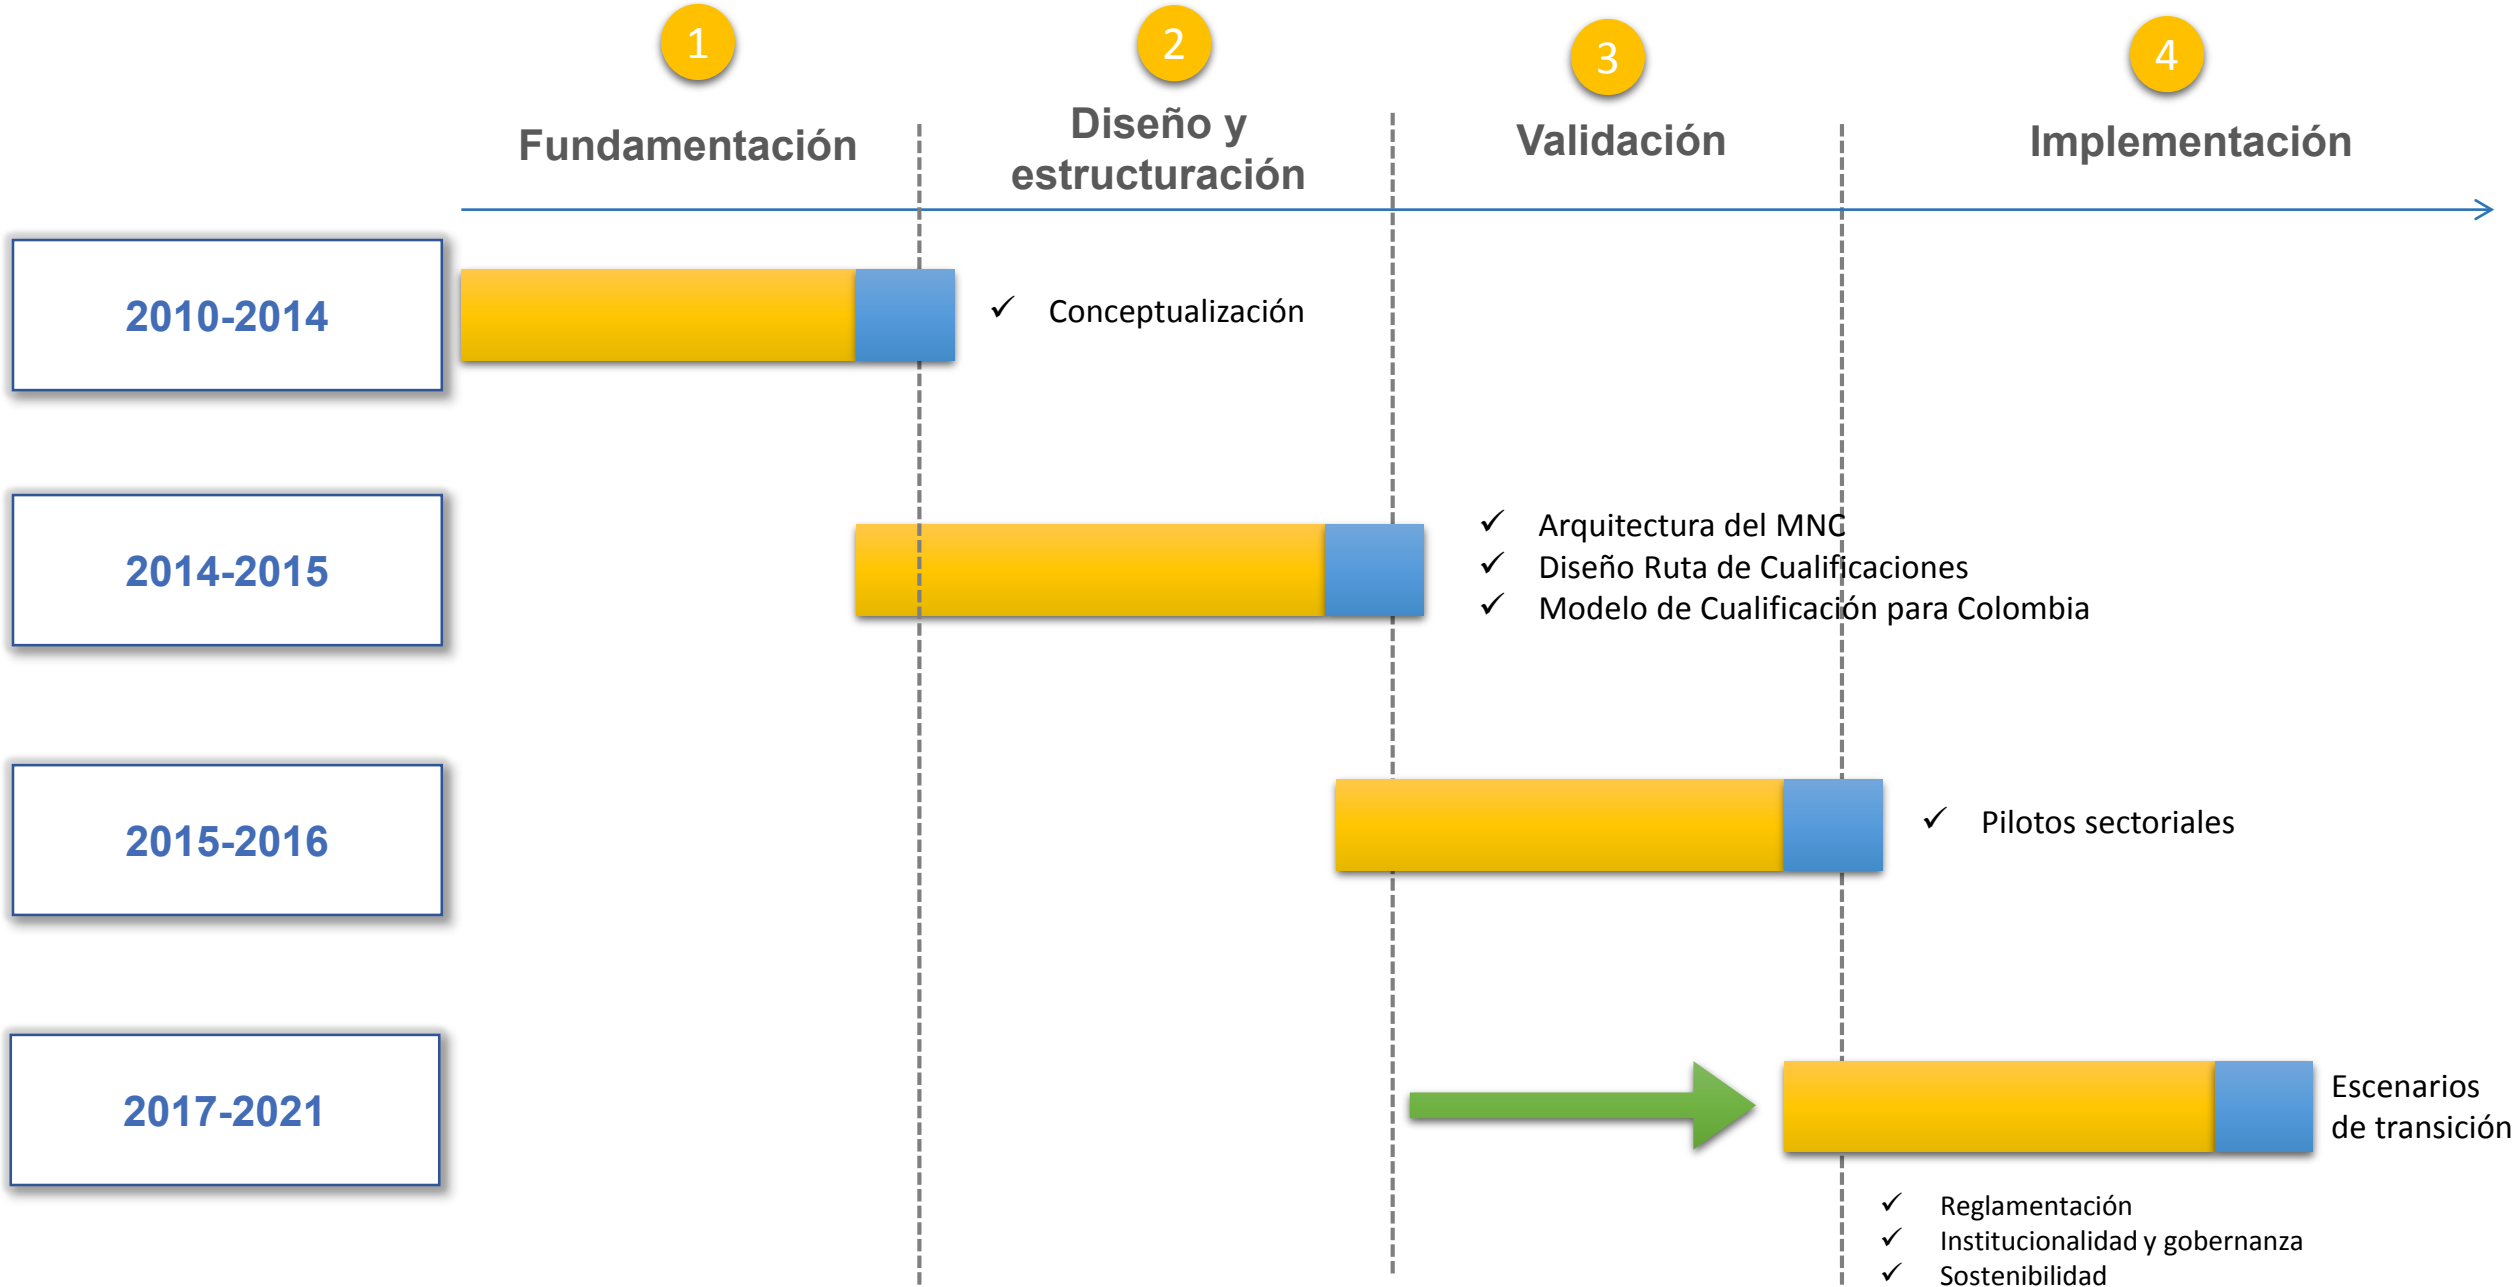 1
2
3
4
Fundamentación
Diseño y
estructuración
Validación
Implementación
2010-2014
✓ Conceptualización
2014-2015
✓ Arquitectura del MNC
✓ Diseño Ruta de Cualificaciones
✓ Modelo de Cualificación para Colombia
2015-2016
✓ Pilotos sectoriales
2017-2021
Escenarios
de transición
✓ Reglamentación
✓ Institucionalidad y gobernanza
✓ Sostenibilidad